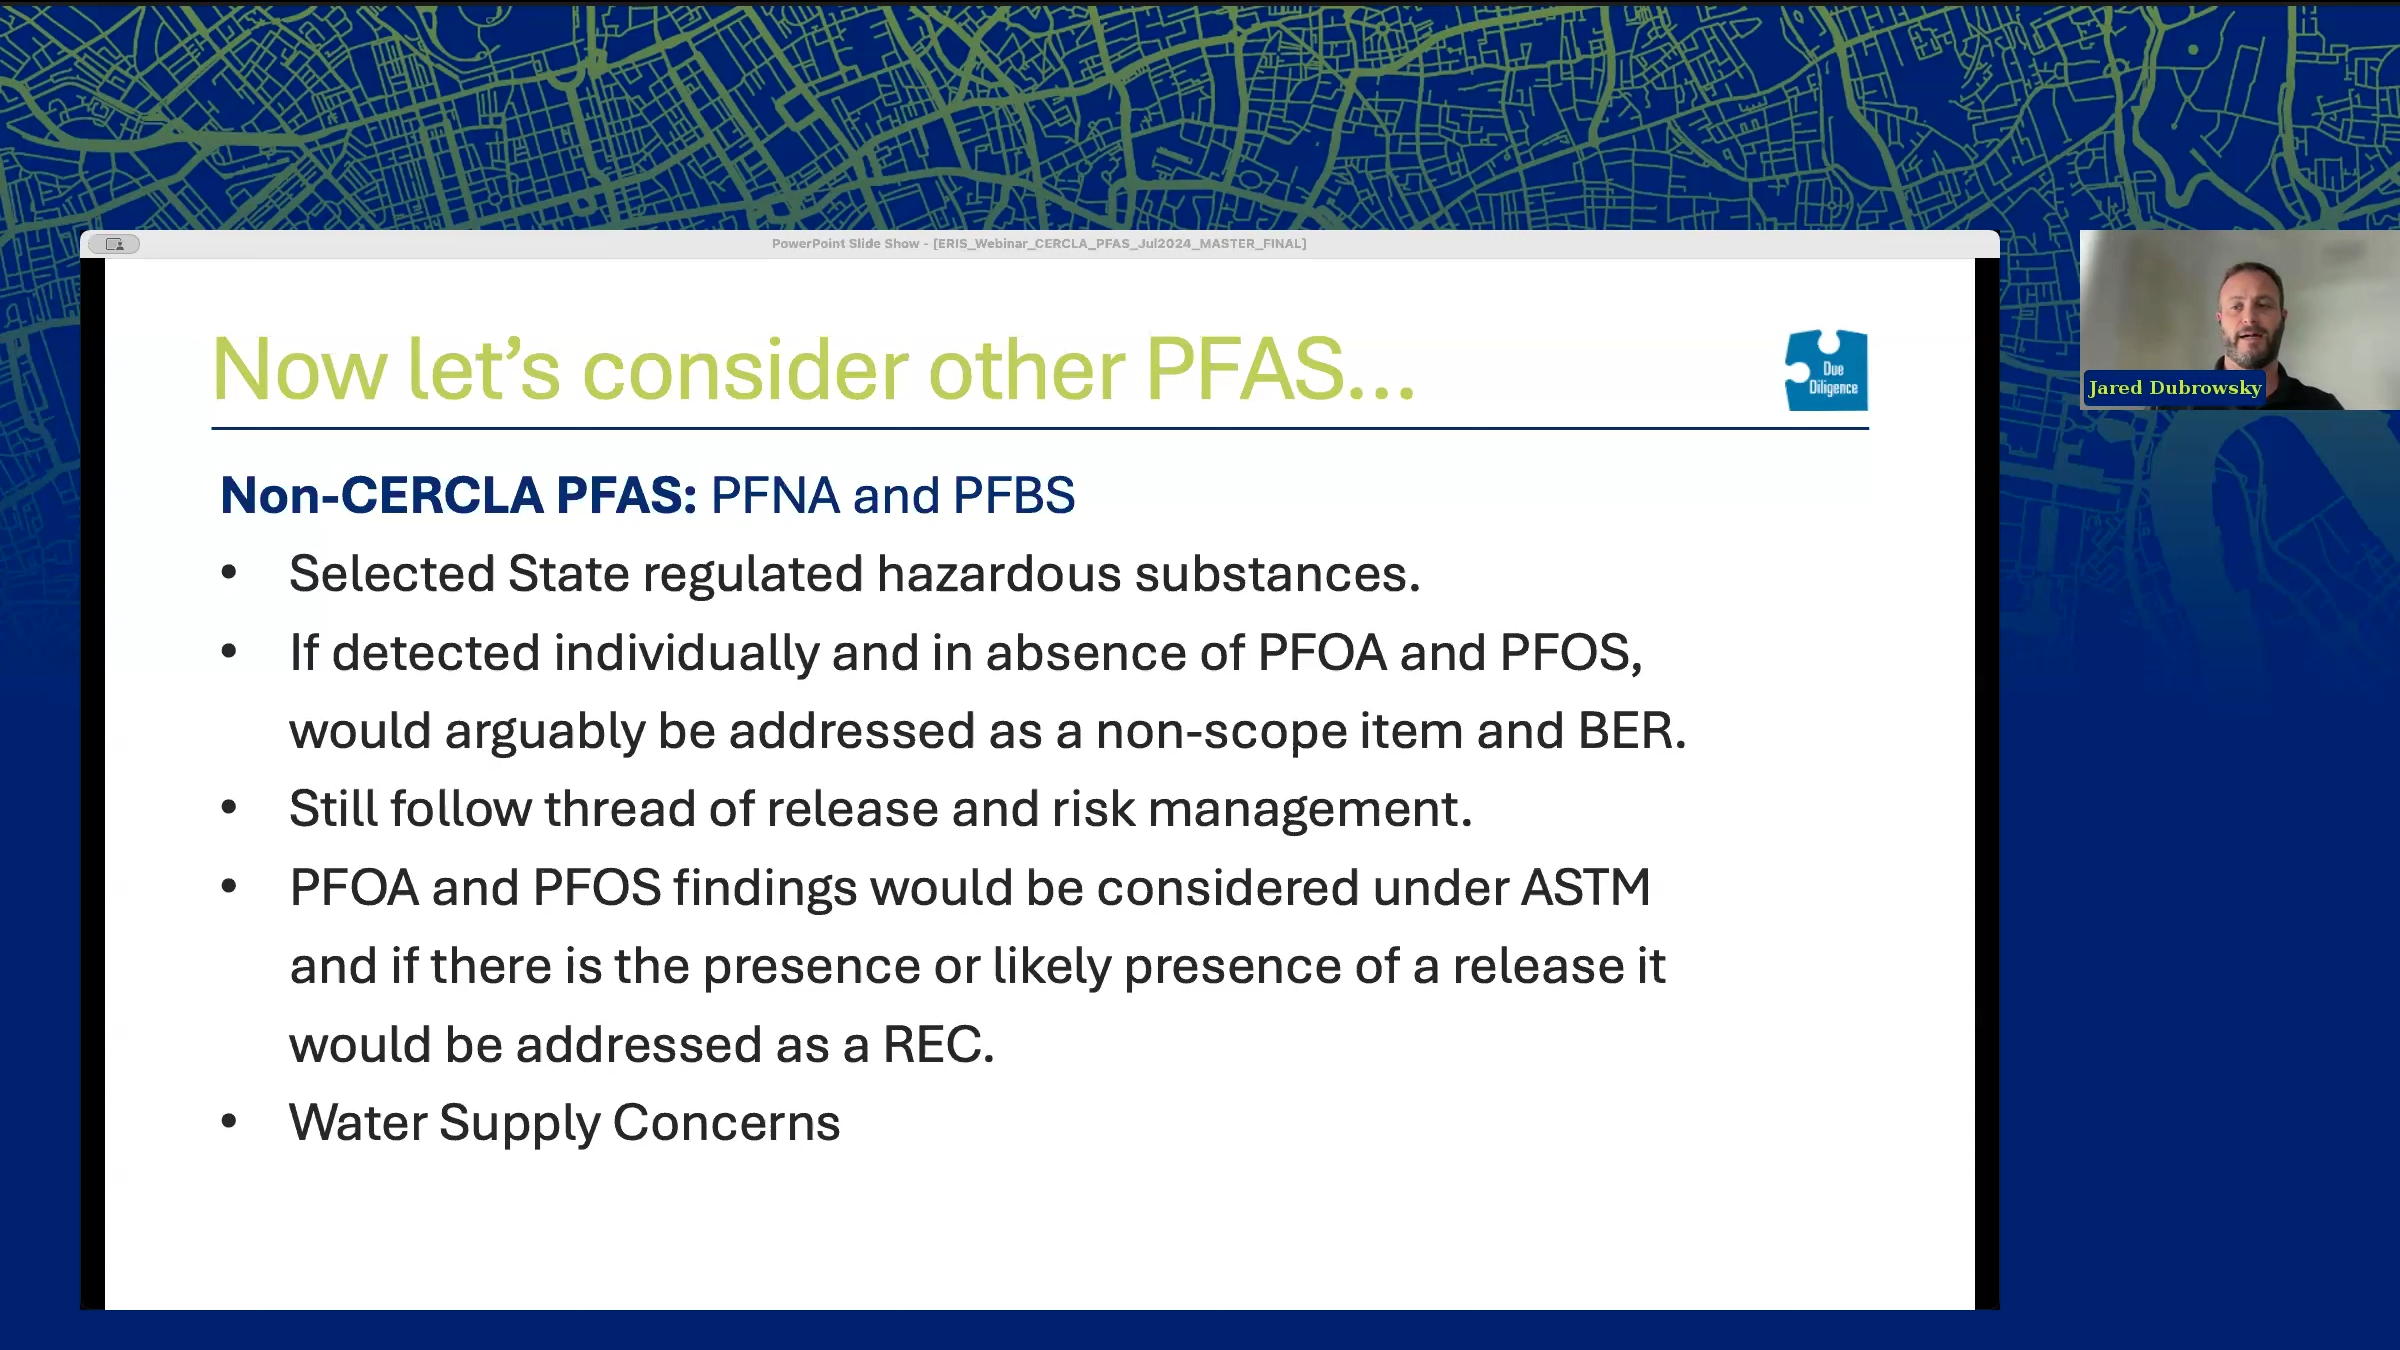 PowerPoint Slide Show - [ERIS_Webinar_CERCLA_PFAS_Jul2024_MASTER_FINAL]
Now let’s consider other PFAS...
Due
Diligence
Jared Dubrowsky
Non-CERCLA PFAS: PFNA and PFBS
• Selected State regulated hazardous substances.
• If detected individually and in absence of PFOA and PFOS,
would arguably be addressed as a non-scope item and BER.
• Still follow thread of release and risk management.
• PFOA and PFOS findings would be considered under ASTM
and if there is the presence or likely presence of a release it
would be addressed as a REC.
• Water Supply Concerns